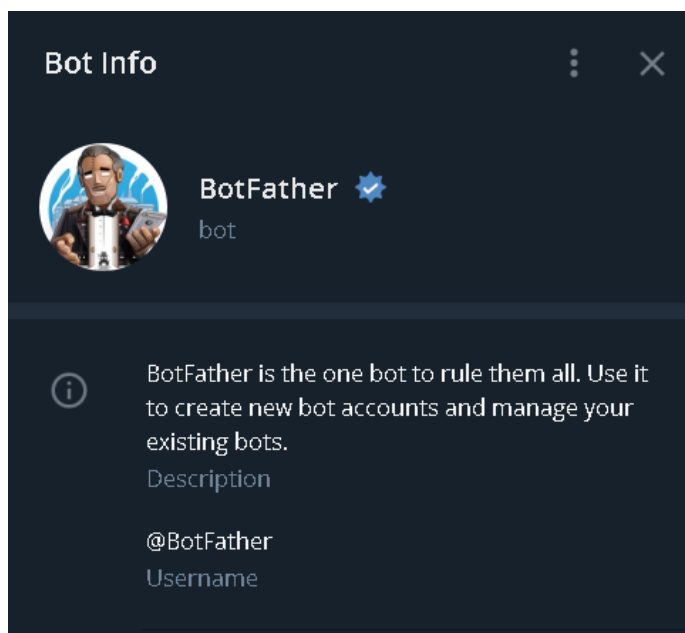 Bot Info
BotFather
bot
BotFather is the one bot to rule them all. Use it
to create new bot accounts and manage your
existing bots.
Description
@BotFather
Username